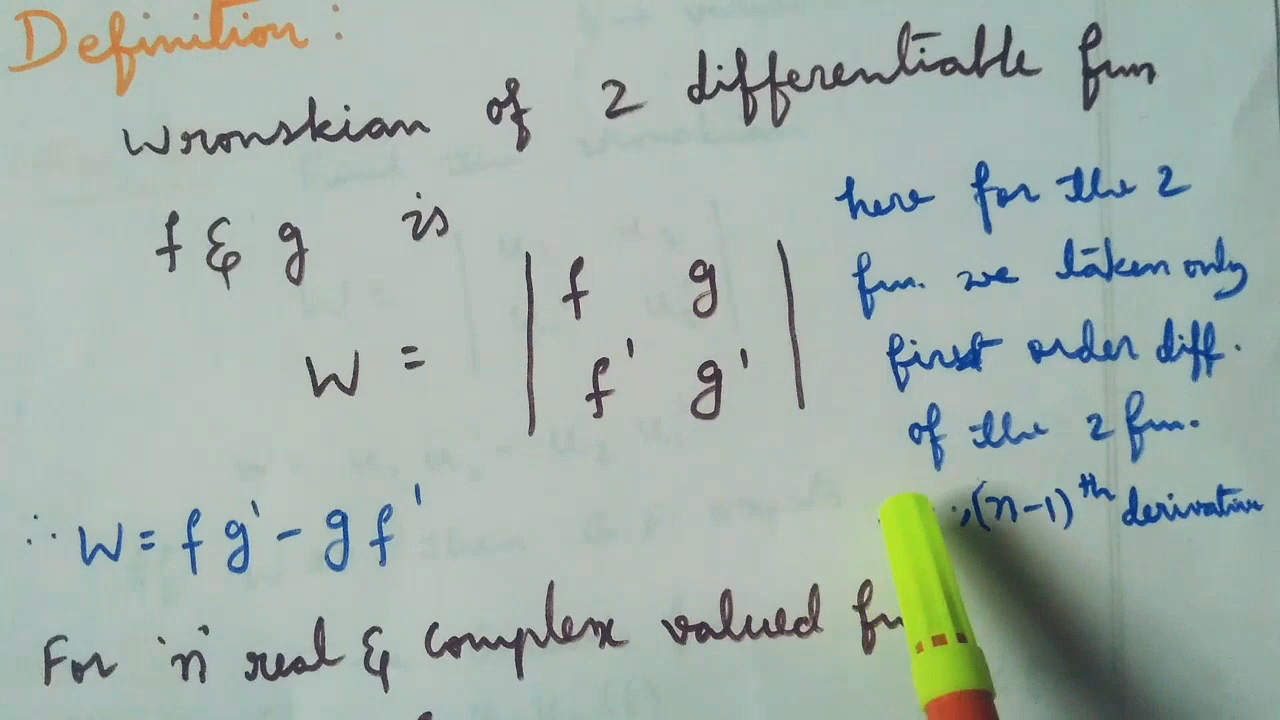 Definition:
Wronskian of 2 differentiable fun
f & g is
W = | f g |
| f' g' |
here for the 2
fun. we taken only
first order diff.
of the 2 fun.
(n-1)th derivative
∴ W = f g' - g f'
For 'n' real & complex valued